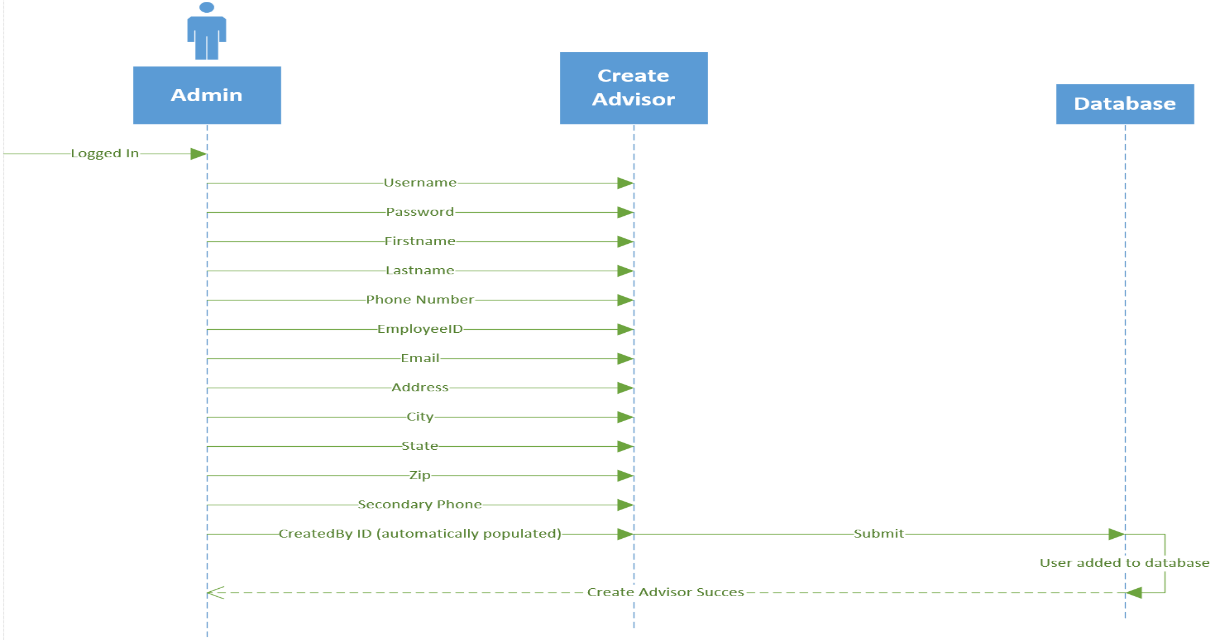 Admin
Create
Advisor
Database
Logged In
Username
Password
Firstname
Lastname
Phone Number
EmployeeID
Email
Address
City
State
Zip
Secondary Phone
CreatedBy ID (automatically populated)
Submit
User added to database
Create Advisor Succes